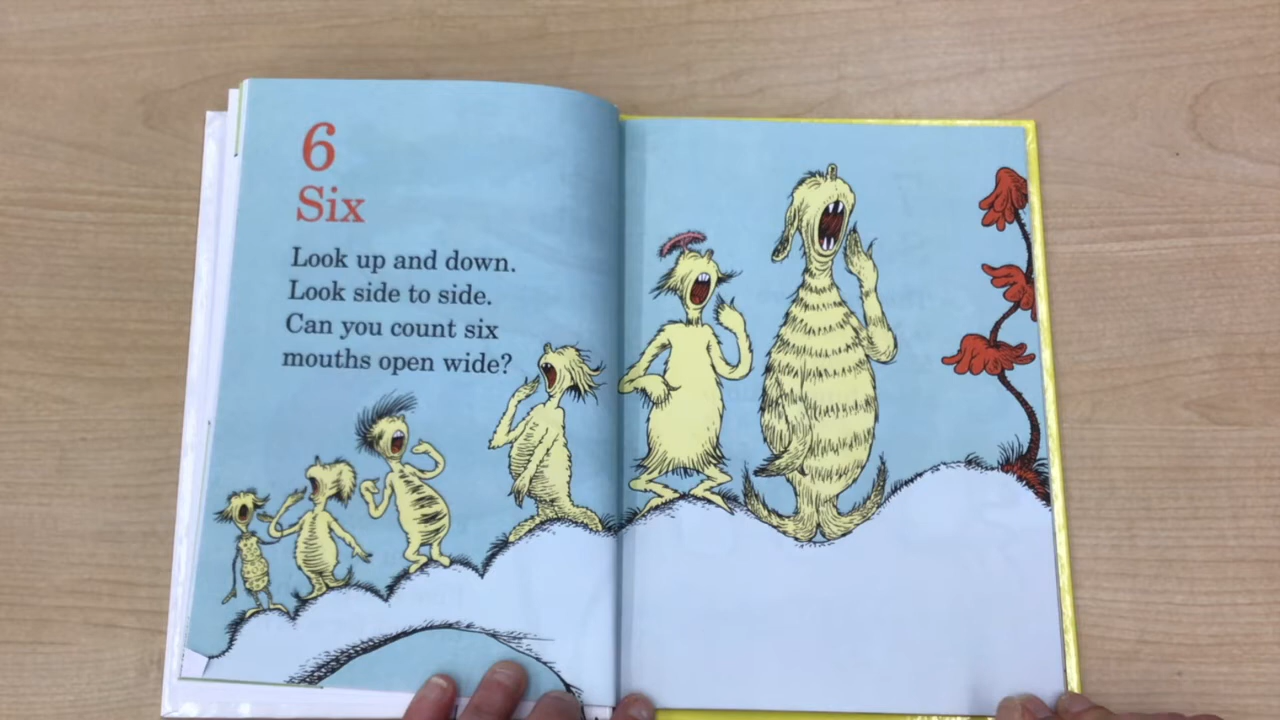 6
Six
Look up and down.
Look side to side.
Can you count six
mouths open wide?